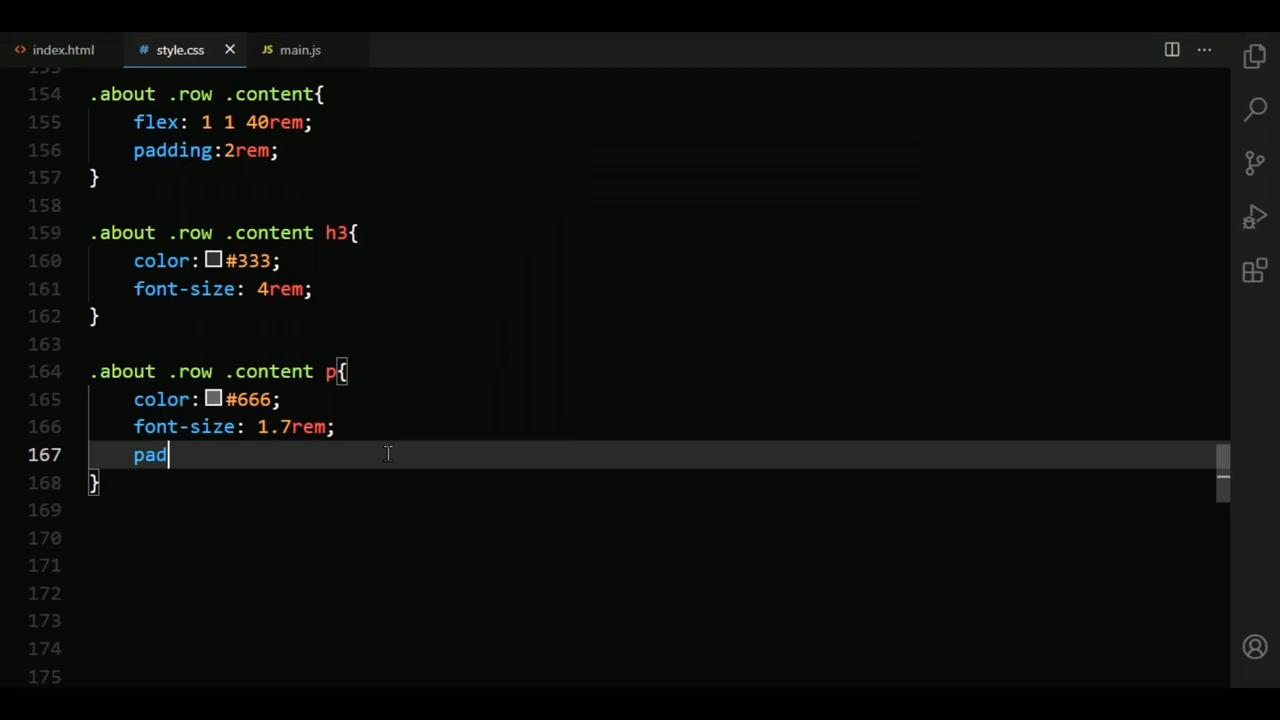 index.html style.css main.js
153
154 .about .row .content{
155 flex: 1 1 40rem;
156 padding:2rem;
157 }
158
159 .about .row .content h3{
160 color:#333;
161 font-size: 4rem;
162 }
163
164 .about .row .content p{
165 color:#666;
166 font-size: 1.7rem;
167 pad
168 }
169
170
171
172
173
174
175